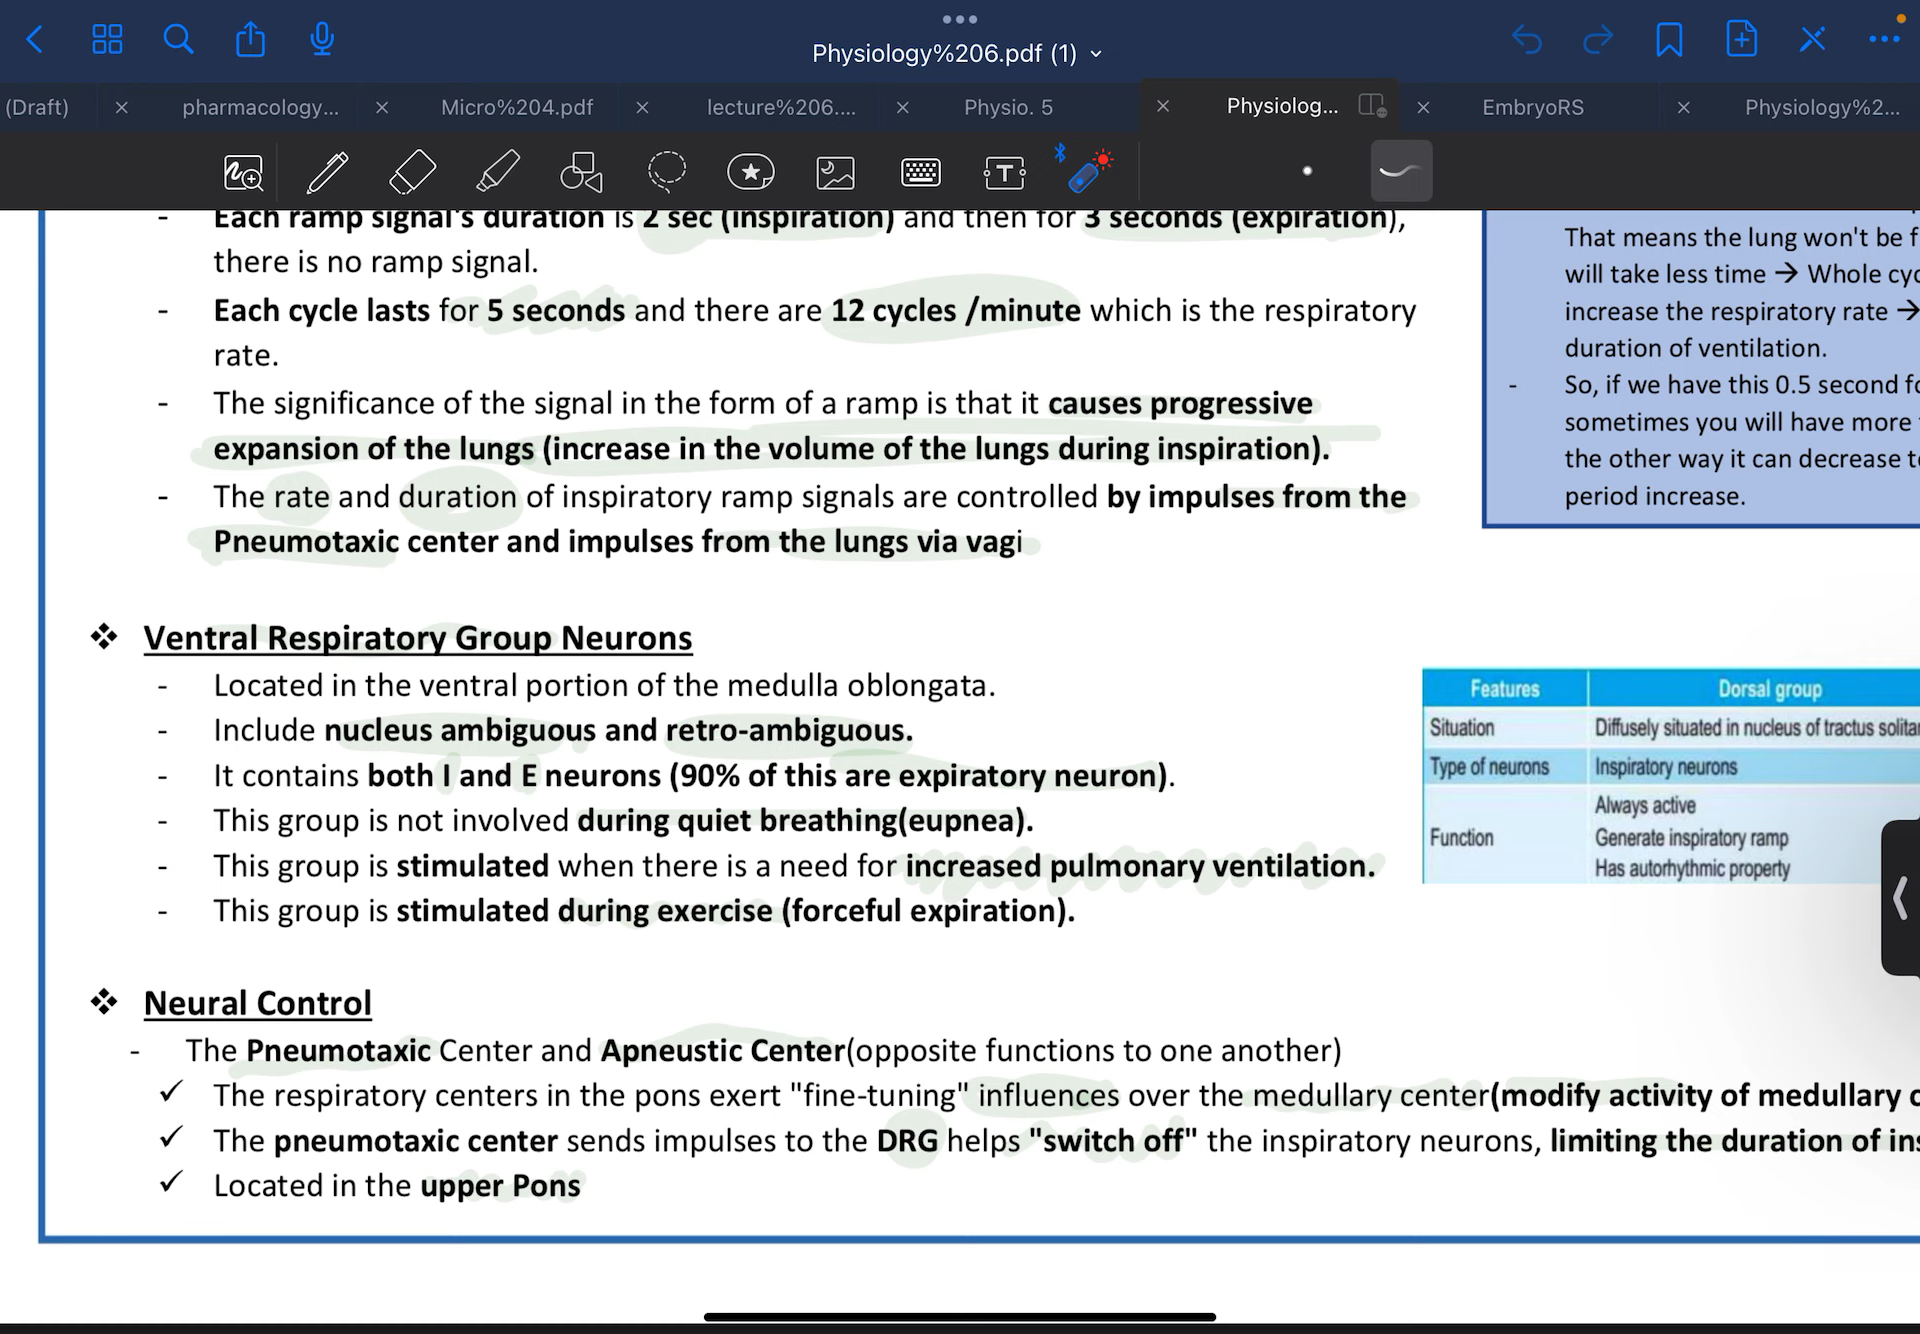 Physiology%206.pdf (1)
(Draft)
pharmacology...
Micro%204.pdf
lecture%206....
Physio. 5
Physiolog...
EmbryoRS
Physiology%2...
- Each ramp signal's duration is 2 sec (inspiration) and then for 3 seconds (expiration),
there is no ramp signal.
- Each cycle lasts for 5 seconds and there are 12 cycles /minute which is the respiratory
rate.
- The significance of the signal in the form of a ramp is that it causes progressive
expansion of the lungs (increase in the volume of the lungs during inspiration).
- The rate and duration of inspiratory ramp signals are controlled by impulses from the
Pneumotaxic center and impulses from the lungs via vagi
That means the lung won't be f
will take less time → Whole cyc
increase the respiratory rate →
duration of ventilation.
- So, if we have this 0.5 second fo
sometimes you will have more
the other way it can decrease t
period increase.
❖ Ventral Respiratory Group Neurons
- Located in the ventral portion of the medulla oblongata.
- Include nucleus ambiguous and retro-ambiguous.
- It contains both I and E neurons (90% of this are expiratory neuron).
- This group is not involved during quiet breathing(eupnea).
- This group is stimulated when there is a need for increased pulmonary ventilation.
- This group is stimulated during exercise (forceful expiration).
Features Dorsal group
Situation Diffusely situated in nucleus of tractus solita
Type of neurons Inspiratory neurons
Always active
Function Generate inspiratory ramp
Has autorhythmic property
❖ Neural Control
- The Pneumotaxic Center and Apneustic Center(opposite functions to one another)
✓ The respiratory centers in the pons exert "fine-tuning" influences over the medullary center(modify activity of medullary c
✓ The pneumotaxic center sends impulses to the DRG helps "switch off" the inspiratory neurons, limiting the duration of ins
✓ Located in the upper Pons